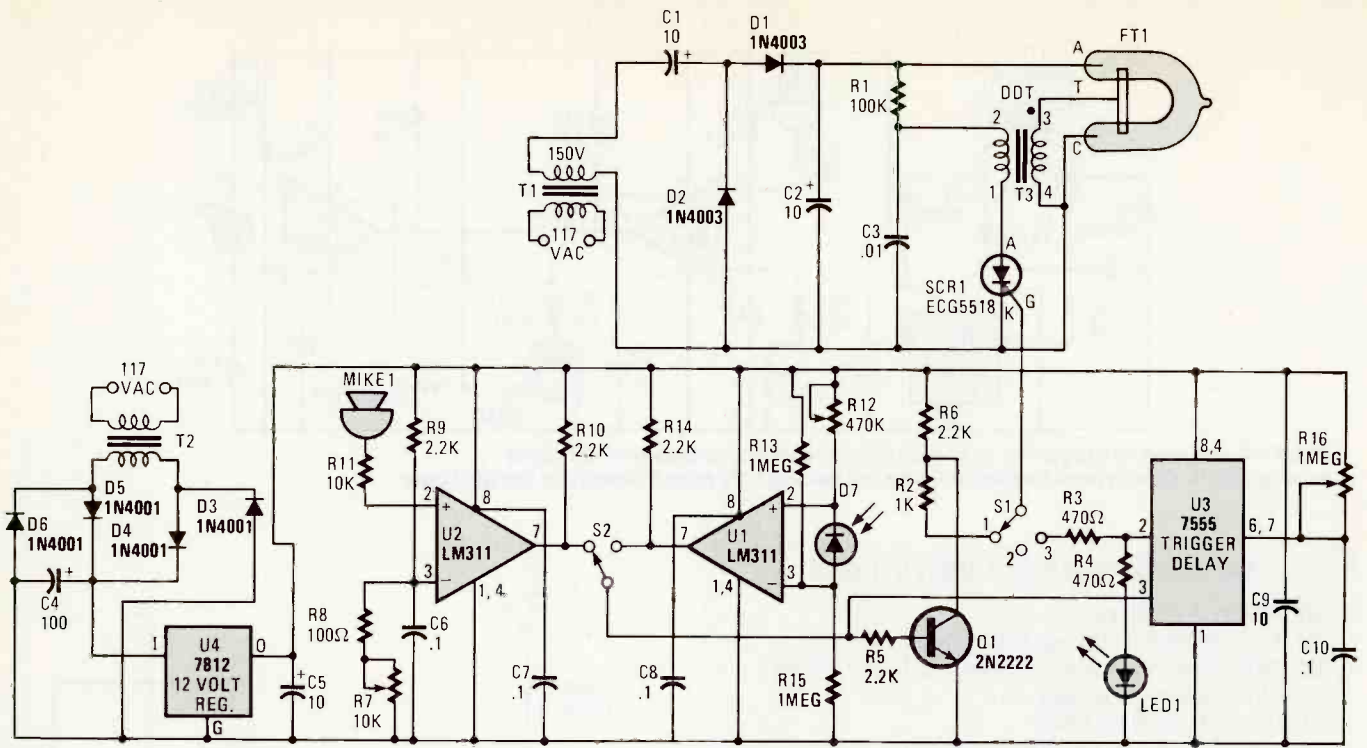 C1
10
+
D1
1N4003
FT1
A
R1
100K
DDT
T
2
3
C
150V
T1
117
VAC
D2
1N4003
C2
10
+
1
4
T3
C3
.01
A
SCR1
ECG5518
G
K
117
VAC
T2
MIKE1
R9
2.2K
R10
2.2K
R14
2.2K
R13
1MEG
R12
470K
R6
2.2K
8,4
R16
1MEG
R11
10K
D5
1N4001
D3
1N4001
D6
1N4001
D4
1N4001
2
+
8
U2
LM311
7
3
−
1,4
S2
7
8
U1
LM311
2
+
3
−
1,4
D7
R2
1K
S1
1
2
3
R3
470Ω
R4
470Ω
2
U3
7555
TRIGGER
DELAY
6,7
3
1
C4
100
+
I
U4
7812
12 VOLT
REG.
O
G
+
C5
10
R8
100Ω
R7
10K
C6
.1
C7
.1
C8
.1
R15
1MEG
R5
2.2K
Q1
2N2222
LED1
C9
10
C10
.1